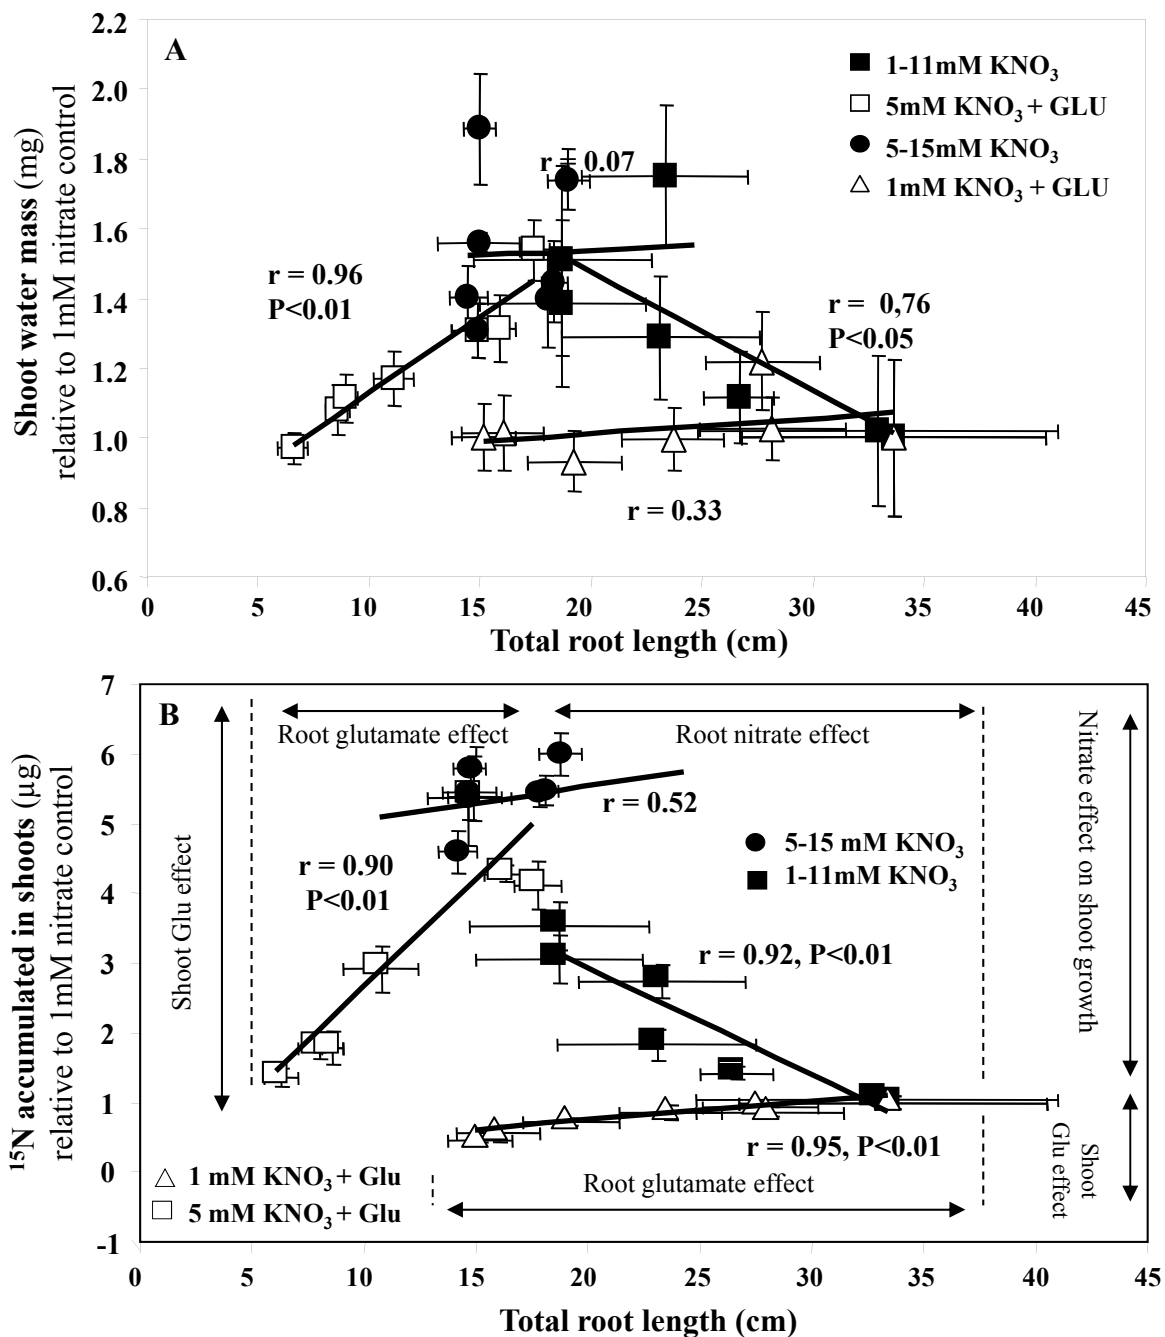 A
2.2
2.0
1.8
1.6
1.4
1.2
1.0
0.8
0.6
Shoot water mass (mg)
relative to 1mM nitrate control
1-11mM KNO₃
5mM KNO₃ + GLU
5-15mM KNO₃
1mM KNO₃ + GLU
r = 0.07
r = 0.96
P<0.01
r = 0,76
P<0.05
r = 0.33
0 5 10 15 20 25 30 35 40 45
Total root length (cm)
B
7
6
5
4
3
2
1
0
-1
¹⁵N accumulated in shoots (µg)
relative to 1mM nitrate control
Shoot Glu effect
Root glutamate effect
Root nitrate effect
Nitrate effect on shoot growth
r = 0.52
5-15 mM KNO₃
1-11mM KNO₃
r = 0.90
P<0.01
r = 0.92, P<0.01
r = 0.95, P<0.01
Shoot
Glu effect
1 mM KNO₃ + Glu
5 mM KNO₃ + Glu
Root glutamate effect
0 5 10 15 20 25 30 35 40 45
Total root length (cm)